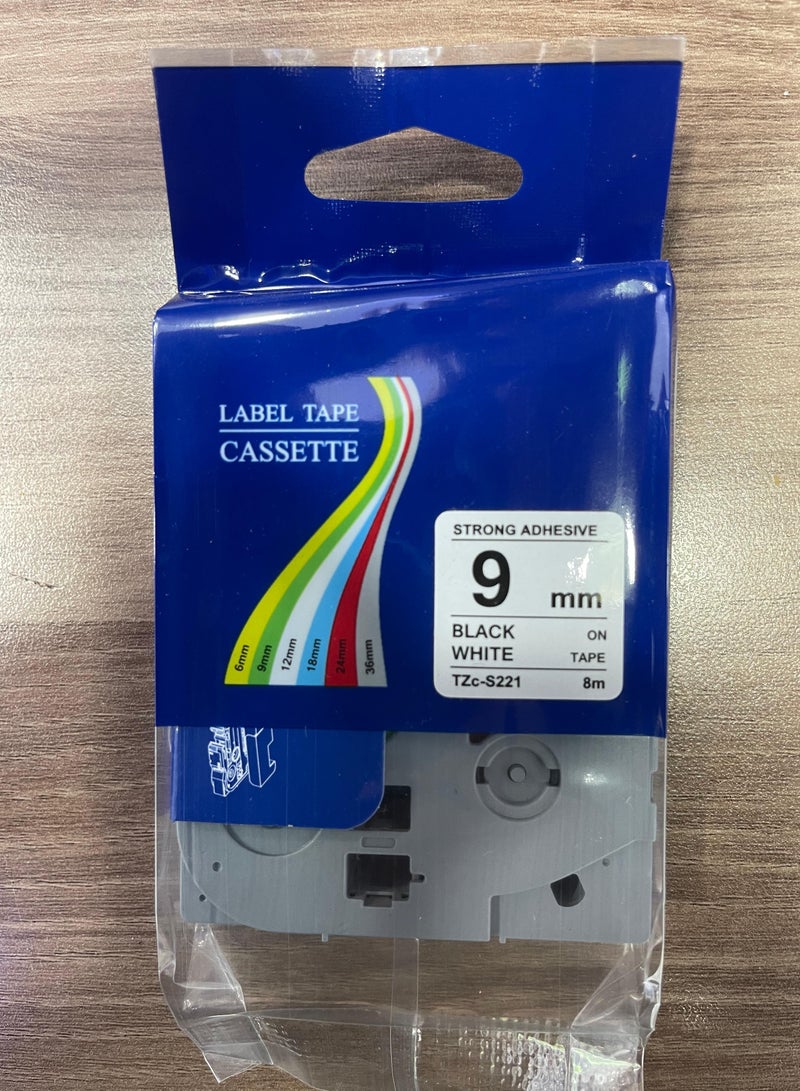 LABEL TAPE
CASSETTE
6mm 9mm 12mm 18mm 24mm 36mm
STRONG ADHESIVE
9 mm
BLACK ON
WHITE TAPE
TZc-S221 8m